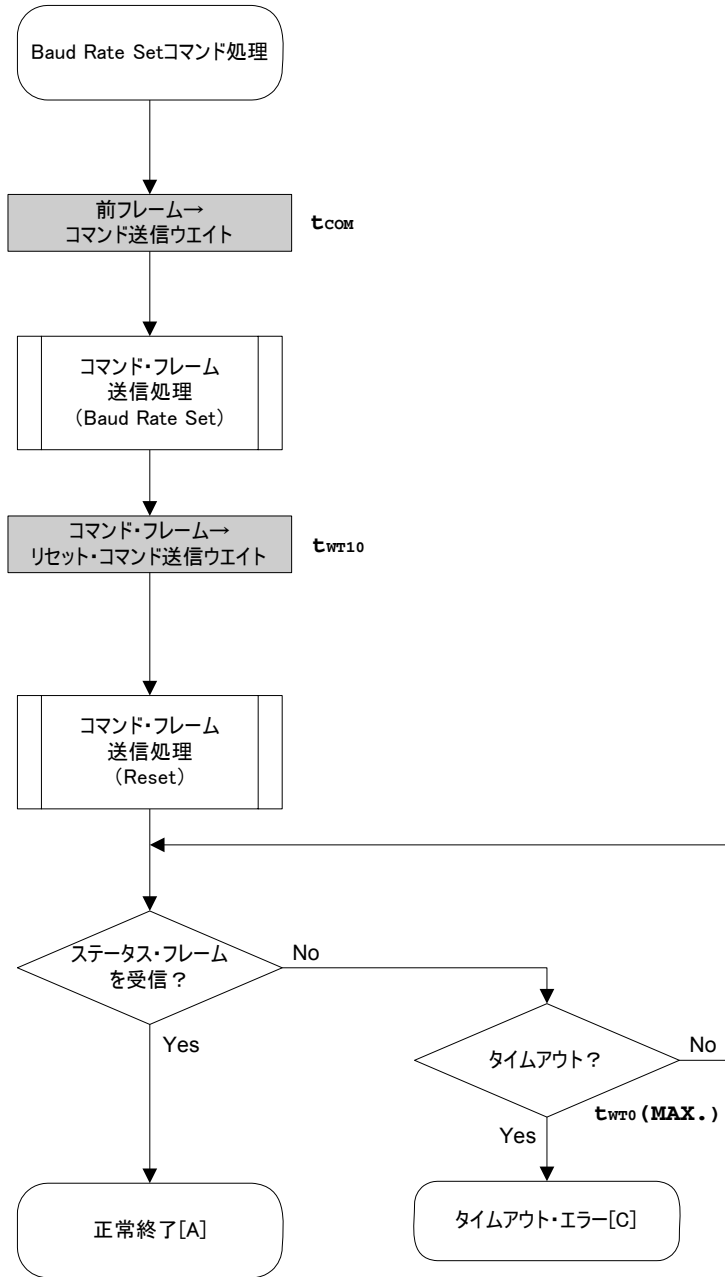 Baud Rate Setコマンド処理
前フレーム→
コマンド送信ウエイト
tCOM
コマンド・フレーム
送信処理
（Baud Rate Set）
コマンド・フレーム→
リセット・コマンド送信ウエイト
tWT10
コマンド・フレーム
送信処理
（Reset）
ステータス・フレーム
を受信？
No
Yes
タイムアウト？
No
tWT0(MAX.)
Yes
正常終了[A]
タイムアウト・エラー[C]